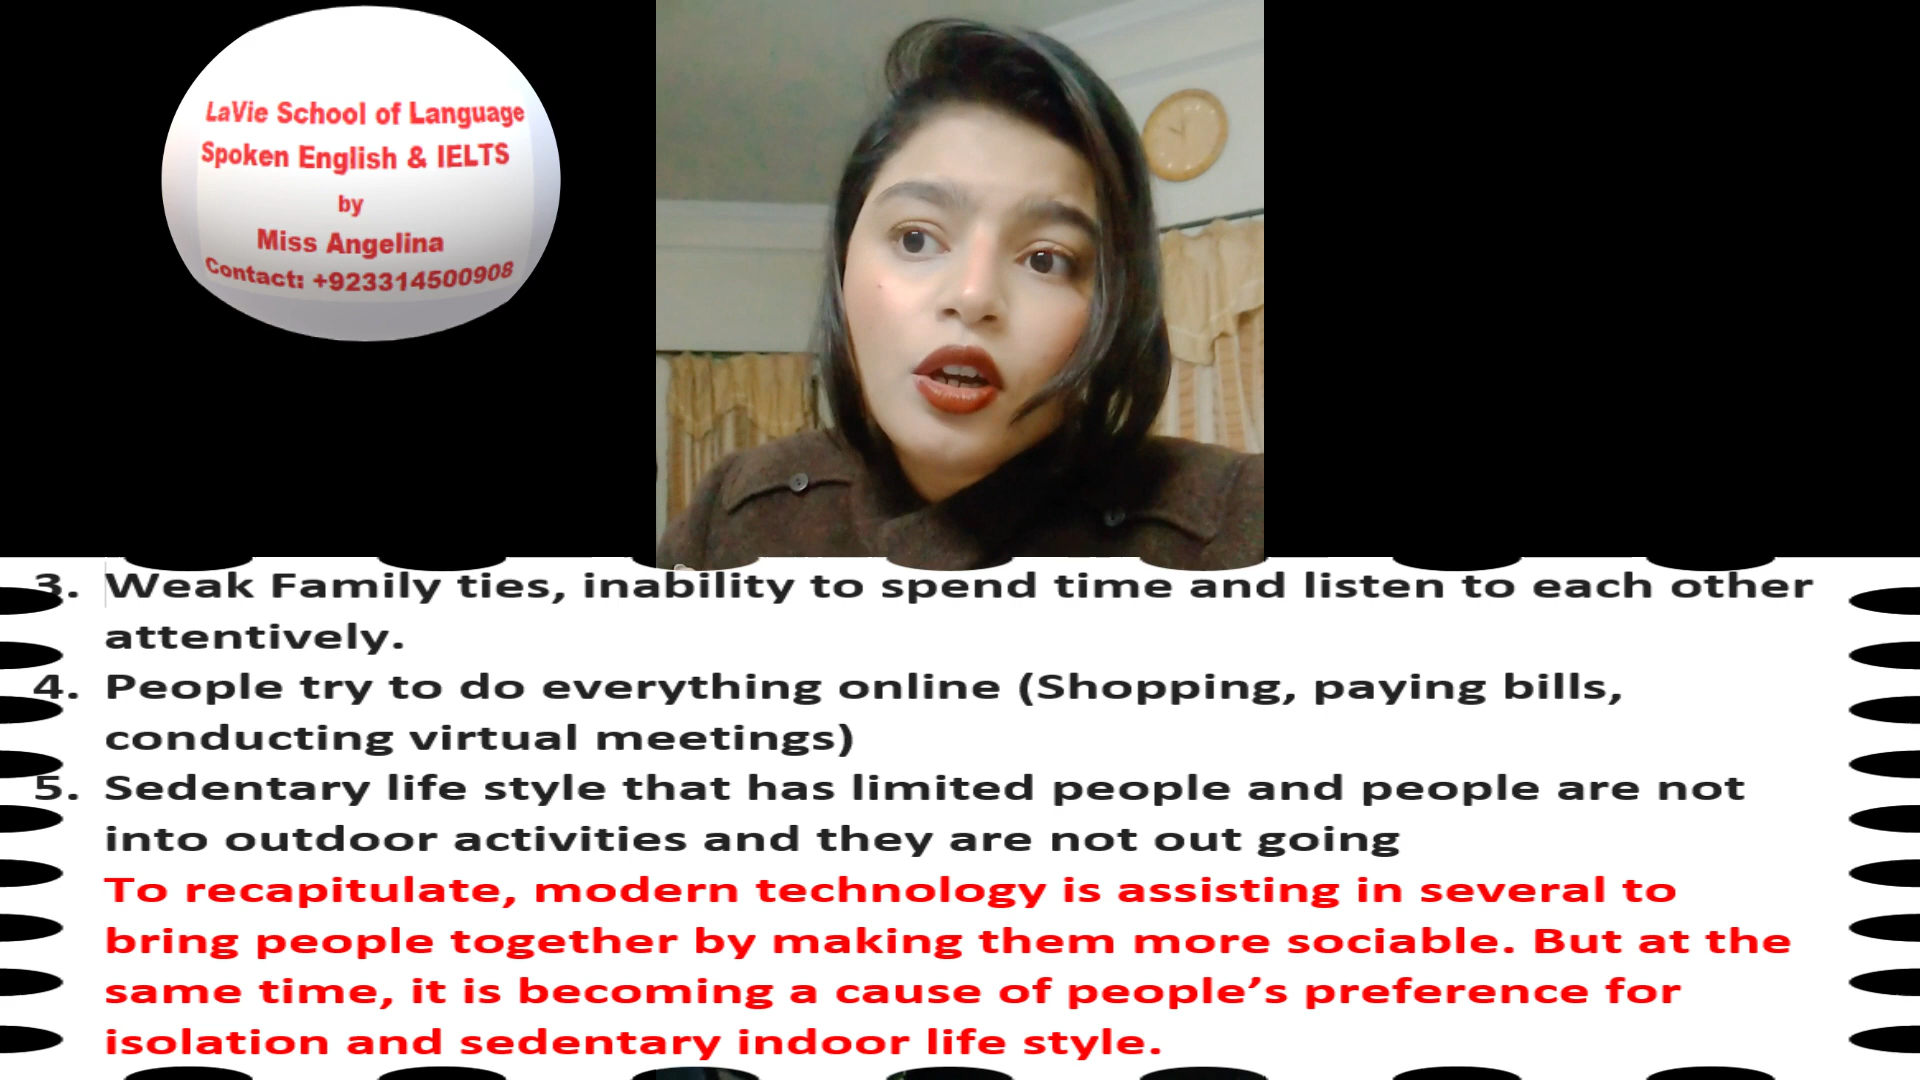 LaVie School of Language
Spoken English & IELTS
by
Miss Angelina
Contact: +923314500908
3. Weak Family ties, inability to spend time and listen to each other
attentively.
4. People try to do everything online (Shopping, paying bills,
conducting virtual meetings)
5. Sedentary life style that has limited people and people are not
into outdoor activities and they are not out going
To recapitulate, modern technology is assisting in several to
bring people together by making them more sociable. But at the
same time, it is becoming a cause of people’s preference for
isolation and sedentary indoor life style.